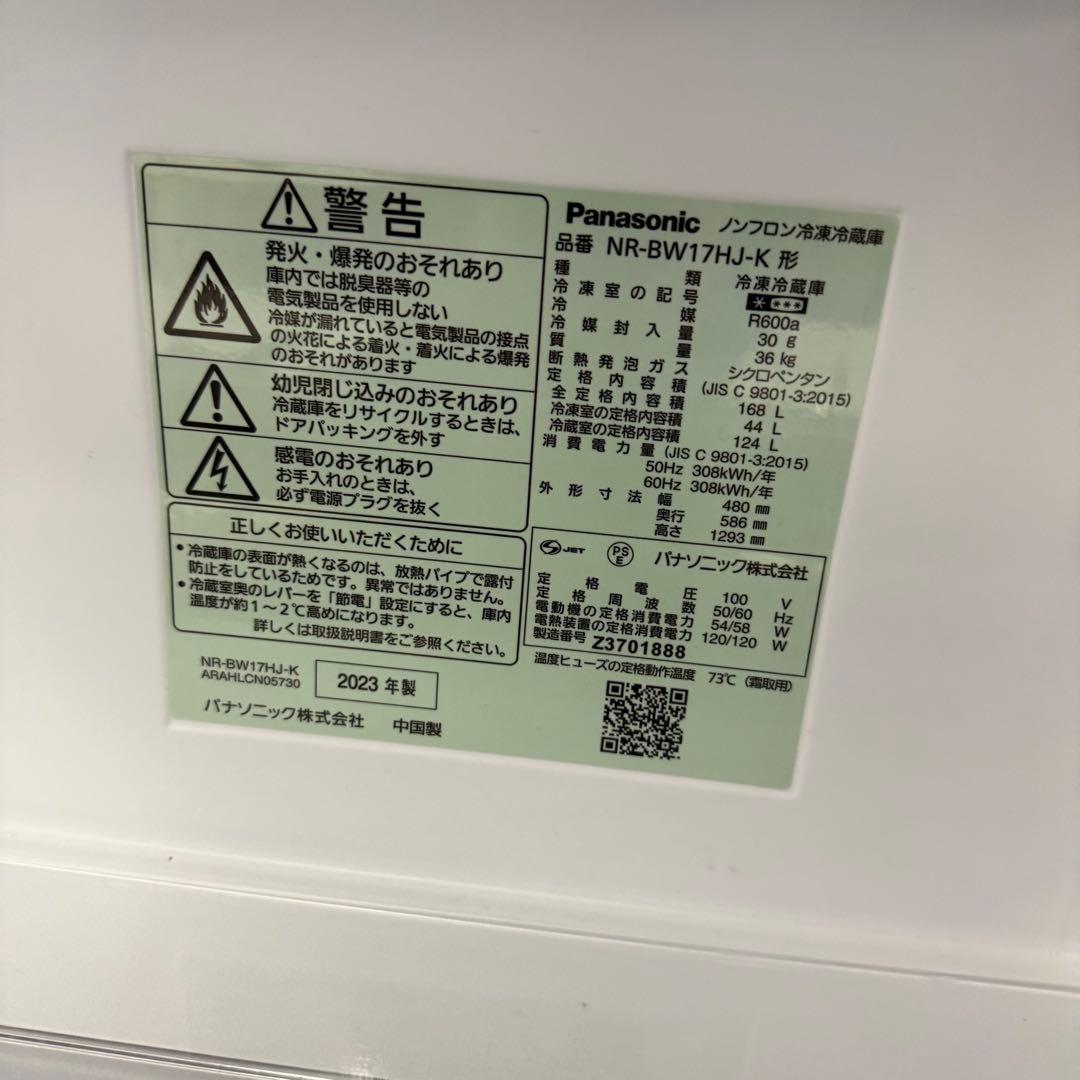 警告
発火・爆発のおそれあり
庫内では脱臭器等の
電気製品を使用しない
冷媒が漏れていると電気製品の接点
の火花による着火・着火による爆発
のおそれがあります
幼児閉じ込みのおそれあり
冷蔵庫をリサイクルするときは、
ドアパッキングを外す
感電のおそれあり
お手入れのときは、
必ず電源プラグを抜く
正しくお使いいただくために
・冷蔵庫の表面が熱くなるのは、放熱パイプで露付
防止をしているためです。異常ではありません。
・冷蔵室奥のレバーを「節電」設定にすると、庫内
温度が約1~2℃高めになります。
詳しくは取扱説明書をご参照ください。
NR-BW17HJ-K
ARAHLCN05730
2023 年製
パナソニック株式会社 中国製
Panasonic ノンフロン冷凍冷蔵庫
品番 NR-BW17HJ-K 形
種類 冷凍冷蔵庫
冷凍室の記号 * ***
冷媒 R600a
冷媒封入量 30 g
質量 36 kg
断熱発泡ガス シクロペンタン
定格内容積 (JIS C 9801-3:2015)
全定格内容積 168 L
冷凍室の定格内容積 44 L
冷蔵室の定格内容積 124 L
消費電力量 (JIS C 9801-3:2015)
50Hz 308kWh/年
60Hz 308kWh/年
外形寸法 幅 480 mm
奥行 586 mm
高さ 1293 mm
JET PS E パナソニック株式会社
定格電圧 100 V
定格周波数 50/60 Hz
電動機の定格消費電力 54/58 W
電熱装置の定格消費電力 120/120 W
製造番号 Z3701888
温度ヒューズの定格動作温度 73℃ (霜取用)